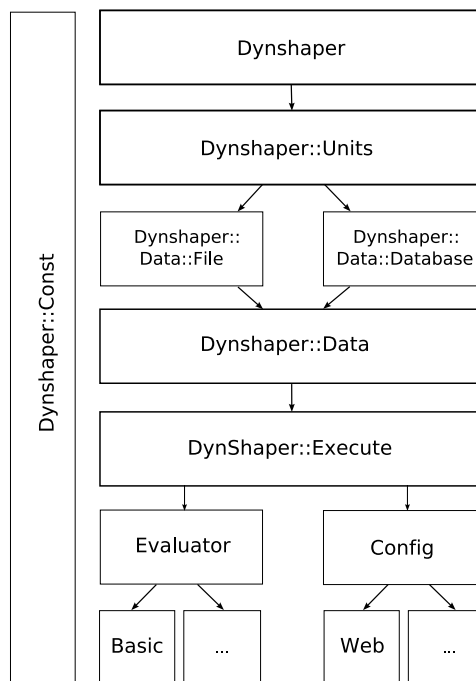 Dynshaper::Const
Dynshaper
Dynshaper::Units
Dynshaper::
Data::File
Dynshaper::
Data::Database
Dynshaper::Data
DynShaper::Execute
Evaluator
Config
Basic
...
Web
...